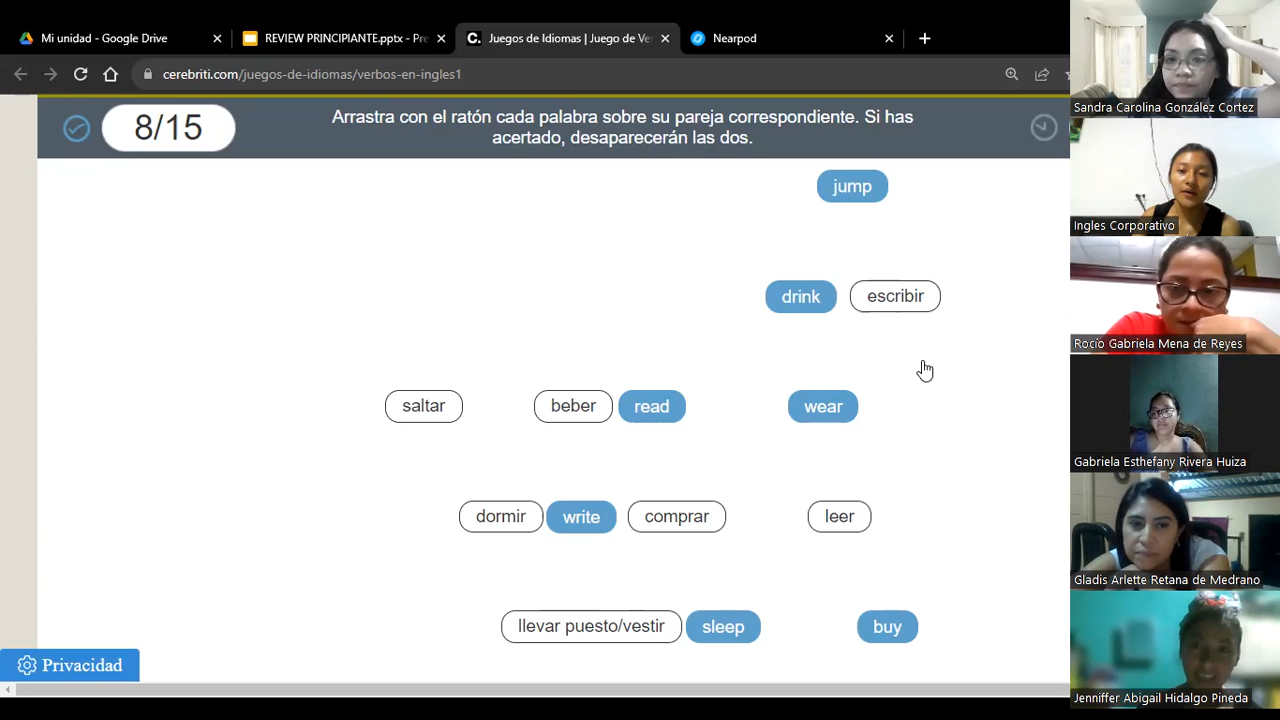 Mi unidad - Google Drive
REVIEW PRINCIPIANTE.pptx - Pre
Juegos de Idiomas | Juego de Ver
Nearpod
cerebriti.com/juegos-de-idiomas/verbos-en-ingles1
8/15
Arrastra con el ratón cada palabra sobre su pareja correspondiente. Si has
acertado, desaparecerán las dos.
jump
drink escribir
saltar beber read wear
dormir write comprar leer
llevar puesto/vestir sleep buy
Privacidad
Sandra Carolina González Cortez
Ingles Corporativo
Rocío Gabriela Mena de Reyes
Gabriela Esthefany Rivera Huiza
Gladis Arlette Retana de Medrano
Jenniffer Abigail Hidalgo Pineda